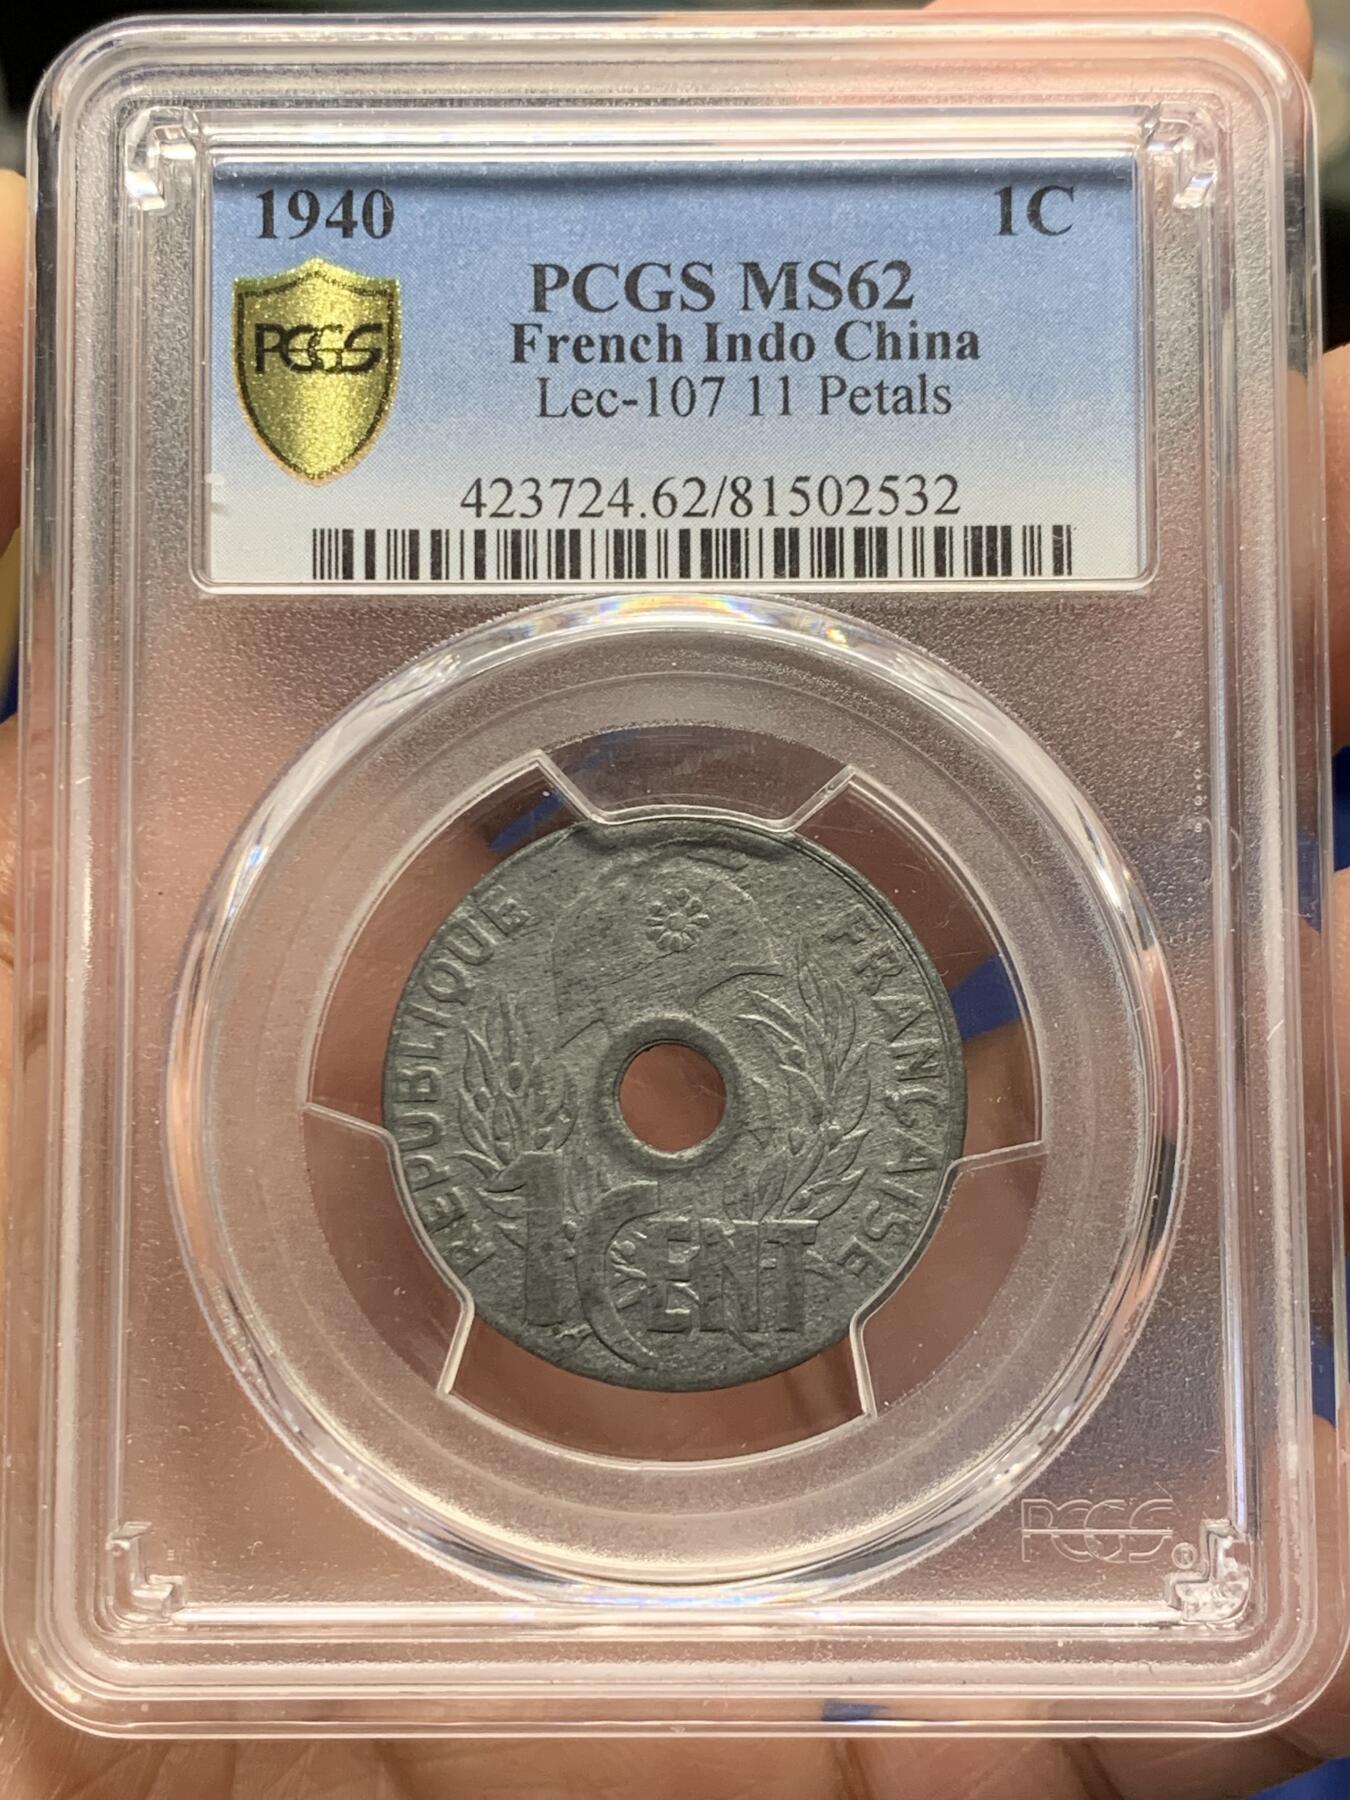 1940 1C
PCGS MS62
PCGS
French Indo China
Lec-107 11 Petals
423724.62/81502532
REPUBLIQUE FRANÇAISE
1 CENT
PCGS